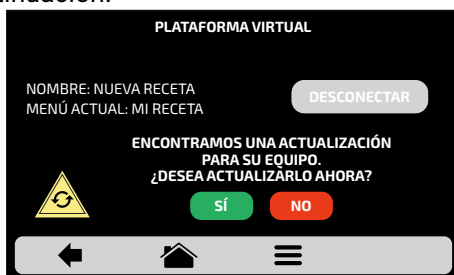 PLATAFORMA VIRTUAL
NOMBRE: NUEVA RECETA
MENÚ ACTUAL: MI RECETA
DESCONECTAR
ENCONTRAMOS UNA ACTUALIZACIÓN
PARA SU EQUIPO.
¿DESEA ACTUALIZARLO AHORA?
SÍ
NO